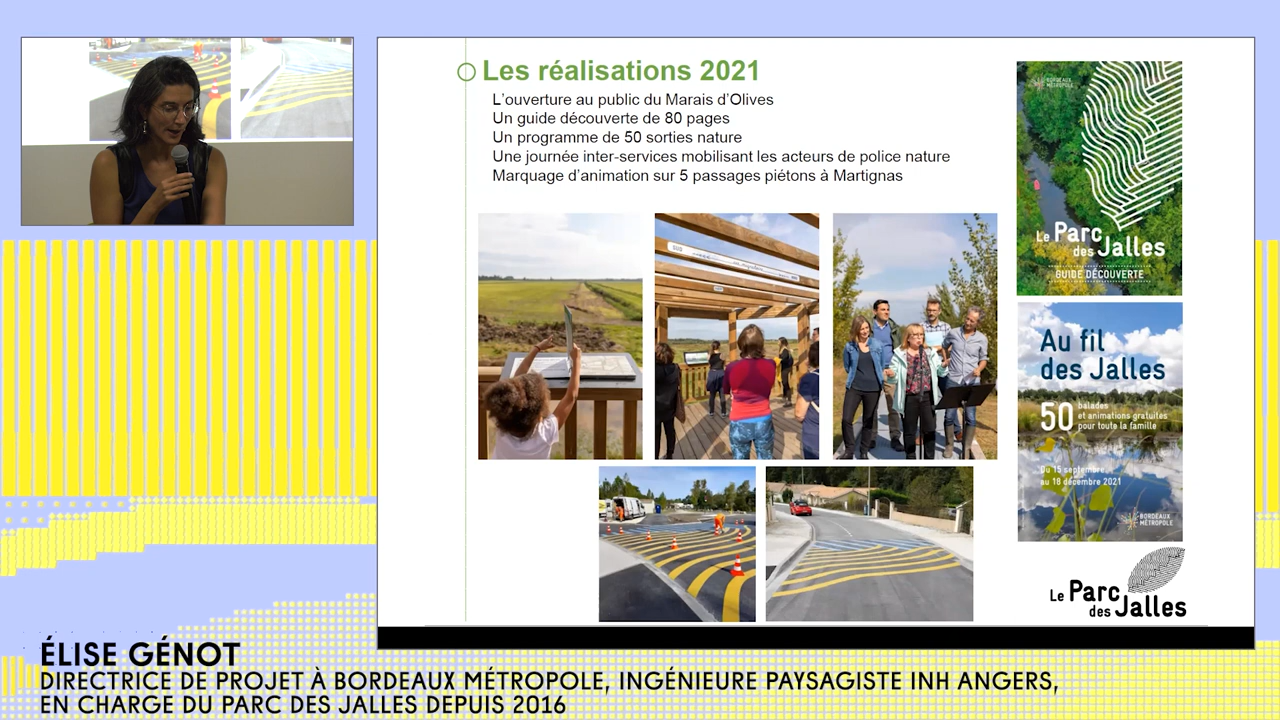 Les réalisations 2021
L'ouverture au public du Marais d'Olives
Un guide découverte de 80 pages
Un programme de 50 sorties nature
Une journée inter-services mobilisant les acteurs de police nature
Marquage d'animation sur 5 passages piétons à Martignas
BORDEAUX
MÉTROPOLE
Le Parc
des Jalles
GUIDE DÉCOUVERTE
Au fil
des Jalles
50 balades
et animations gratuites
pour toute la famille
Du 15 septembre
au 18 décembre 2021
BORDEAUX
MÉTROPOLE
Le Parc
des Jalles
ÉLISE GÉNOT
DIRECTRICE DE PROJET À BORDEAUX MÉTROPOLE, INGÉNIEURE PAYSAGISTE INH ANGERS,
EN CHARGE DU PARC DES JALLES DEPUIS 2016